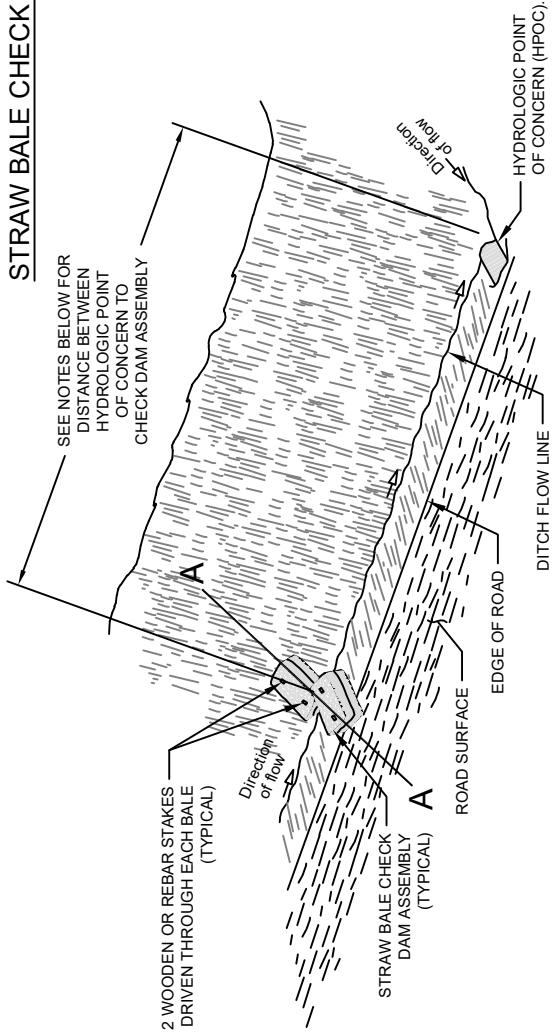 STRAW BALE CHECK
SEE NOTES BELOW FOR
DISTANCE BETWEEN
HYDROLOGIC POINT
OF CONCERN TO
CHECK DAM ASSEMBLY
2 WOODEN OR REBAR STAKES
DRIVEN THROUGH EACH BALE
(TYPICAL)
A
Direction
of flow
Direction
of flow
HYDROLOGIC POINT
OF CONCERN (HPOC).
A
STRAW BALE CHECK
DAM ASSEMBLY
(TYPICAL)
ROAD SURFACE
EDGE OF ROAD
DITCH FLOW LINE